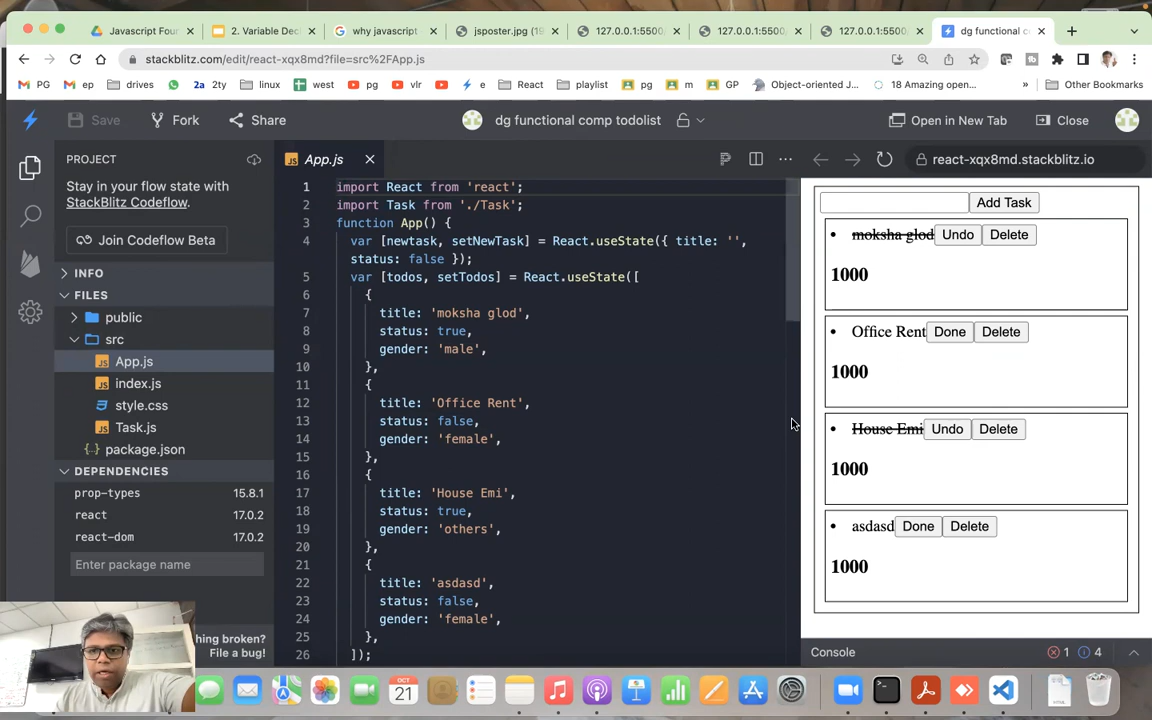 Javascript Four
2. Variable Dec
why javascript
jsposter.jpg (19
127.0.0.1:5500,
127.0.0.1:5500,
127.0.0.1:5500,
dg functional c
stackblitz.com/edit/react-xqx8md?file=src%2FApp.js
PG
ep
drives
2a 2ty
linux
west
pg
vlr
e
React
playlist
pg
m
GP
Object-oriented J...
18 Amazing open...
»
Other Bookmarks
Save
Fork
Share
dg functional comp todolist
Open in New Tab
Close
PROJECT
Stay in your flow state with
StackBlitz Codeflow.
Join Codeflow Beta
INFO
FILES
public
src
App.js
index.js
style.css
Task.js
package.json
DEPENDENCIES
prop-types 15.8.1
react 17.0.2
react-dom 17.0.2
Enter package name
hing broken?
File a bug!
App.js
1 import React from 'react';
2 import Task from './Task';
3 function App() {
4 var [newtask, setNewTask] = React.useState({ title: '',
status: false });
5 var [todos, setTodos] = React.useState([
6 {
7 title: 'moksha glod',
8 status: true,
9 gender: 'male',
10 },
11 {
12 title: 'Office Rent',
13 status: false,
14 gender: 'female',
15 },
16 {
17 title: 'House Emi',
18 status: true,
19 gender: 'others',
20 },
21 {
22 title: 'asdasd',
23 status: false,
24 gender: 'female',
25 },
26 ]);
react-xqx8md.stackblitz.io
Add Task
moksha glod Undo Delete
1000
Office Rent Done Delete
1000
House Emi Undo Delete
1000
asdasd Done Delete
1000
Console
1
4
OCT
21